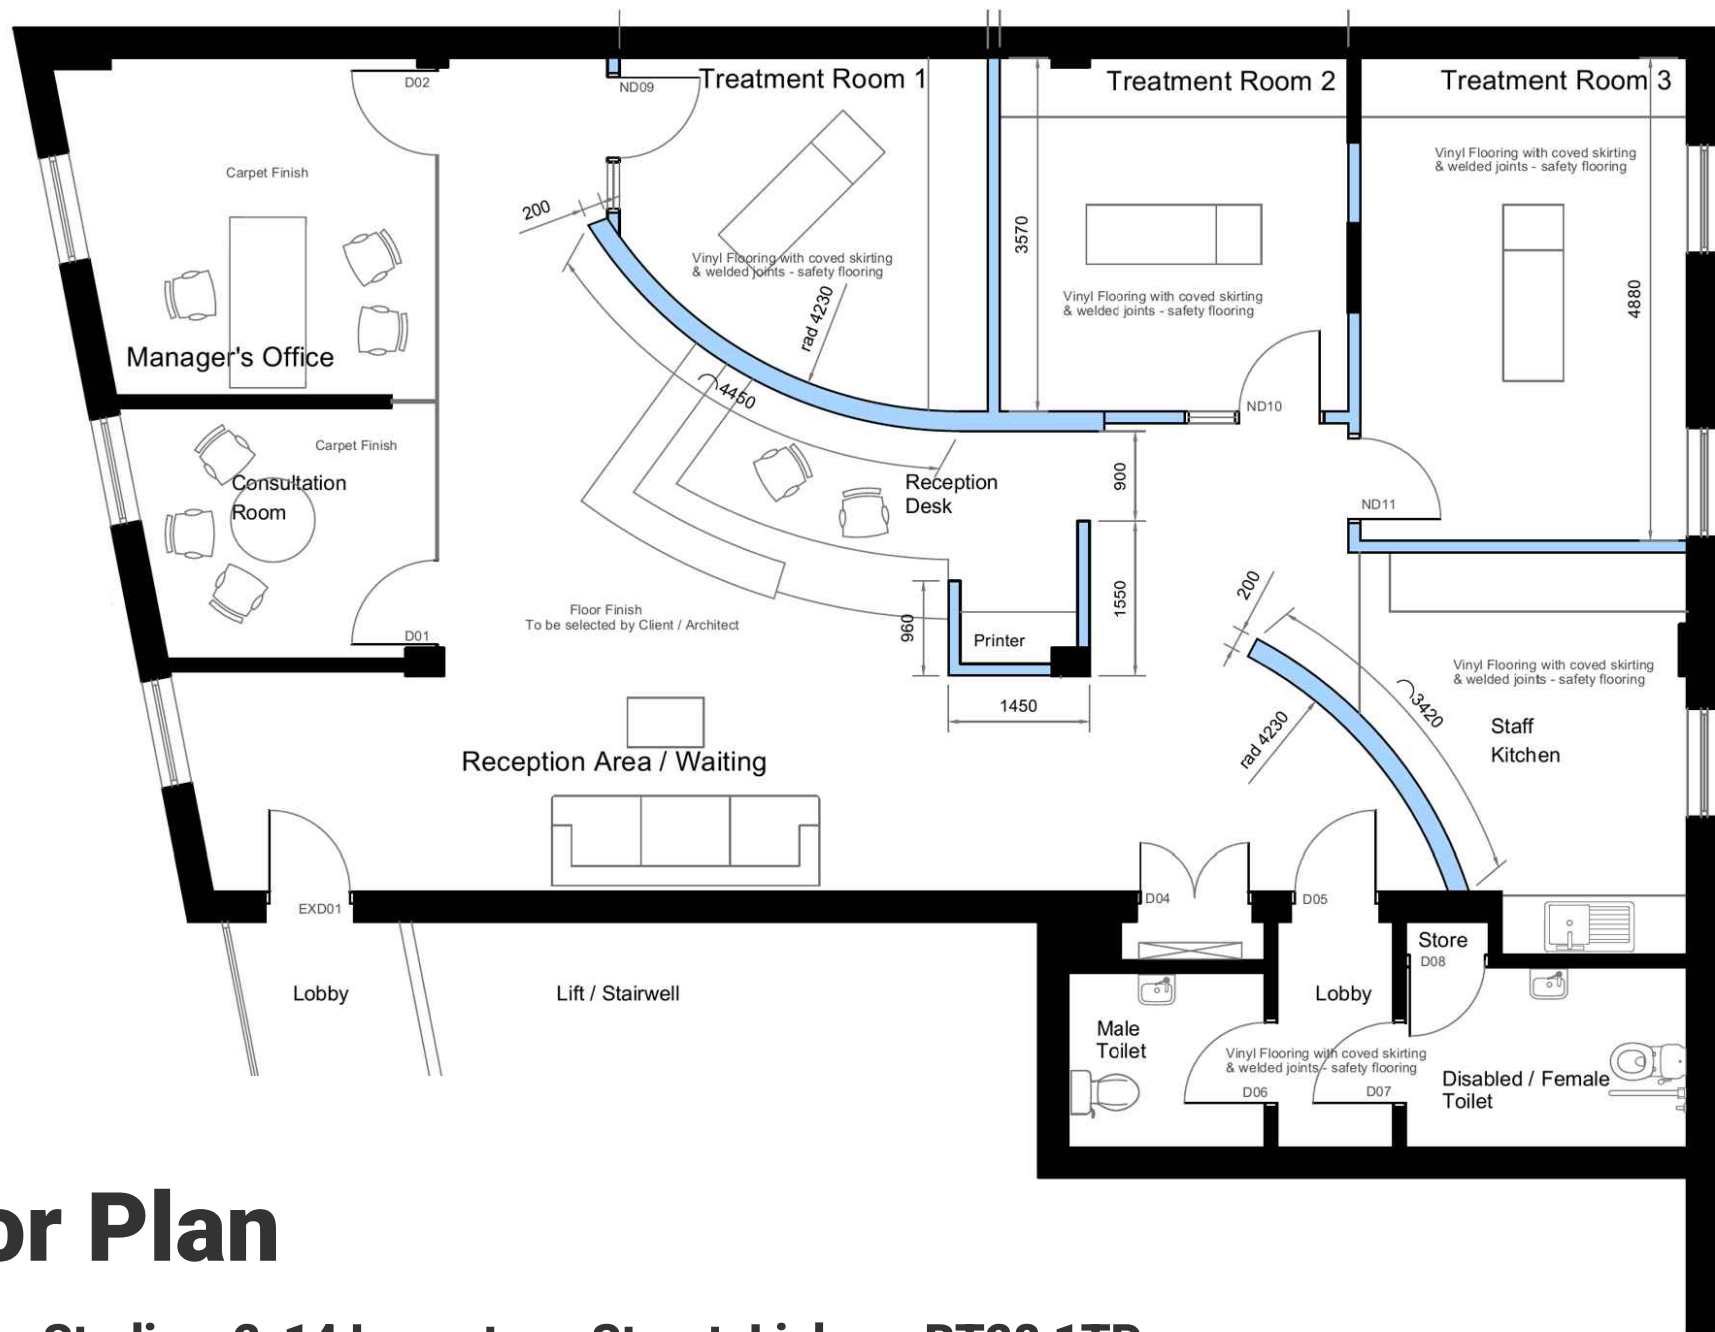 D02
ND09
Treatment Room 1
Treatment Room 2
Treatment Room 3
Carpet Finish
200
Vinyl Flooring with coved skirting
& welded joints - safety flooring
3570
Vinyl Flooring with coved skirting
& welded joints - safety flooring
Vinyl Flooring with coved skirting
& welded joints - safety flooring
4880
rad 4230
Manager's Office
4450
ND10
Carpet Finish
Consultation
Room
Reception
Desk
900
ND11
Floor Finish
To be selected by Client / Architect
D01
960
Printer
1550
1450
200
3420
rad 4230
Vinyl Flooring with coved skirting
& welded joints - safety flooring
Staff
Kitchen
Reception Area / Waiting
EXD01
D04
D05
Store
D08
Lobby
Lift / Stairwell
Lobby
Male
Toilet
Vinyl Flooring with coved skirting
& welded joints - safety flooring
D06
D07
Disabled / Female
Toilet
or Plan